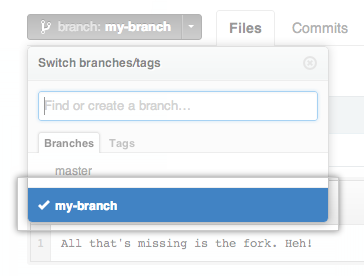 branch: my-branch
Files
Commits
Switch branches/tags
Find or create a branch...
Branches
Tags
master
my-branch
1 All that's missing is the fork. Heh!